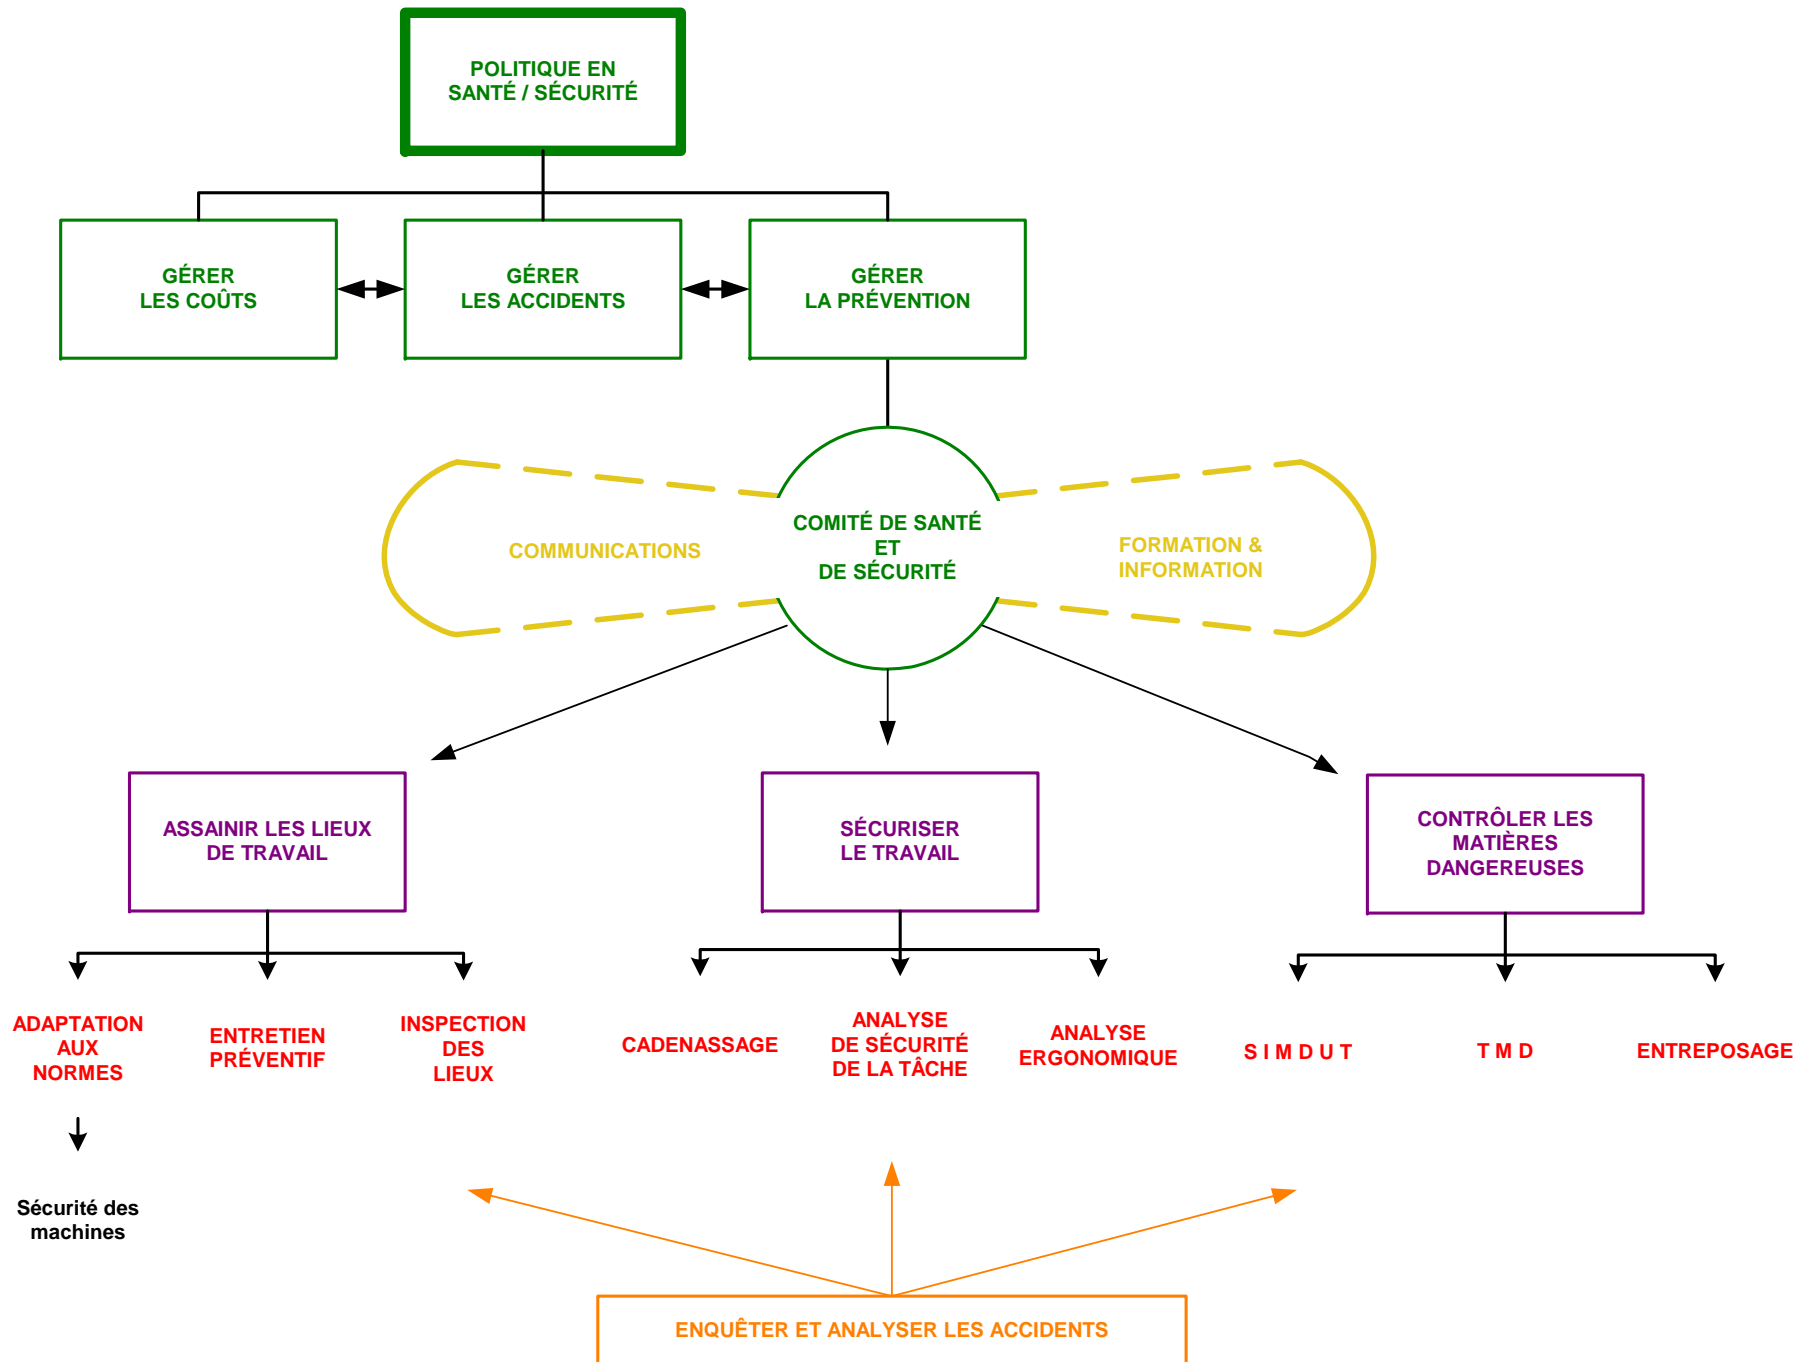 POLITIQUE EN
SANTÉ / SÉCURITÉ
GÉRER
LES COÛTS
GÉRER
LES ACCIDENTS
GÉRER
LA PRÉVENTION
COMMUNICATIONS
COMITÉ DE SANTÉ
ET
DE SÉCURITÉ
FORMATION &
INFORMATION
ASSAINIR LES LIEUX
DE TRAVAIL
SÉCURISER
LE TRAVAIL
CONTRÔLER LES
MATIÈRES
DANGEREUSES
ADAPTATION
AUX
NORMES
ENTRETIEN
PRÉVENTIF
INSPECTION
DES
LIEUX
CADENASSAGE
ANALYSE
DE SÉCURITÉ
DE LA TÂCHE
ANALYSE
ERGONOMIQUE
S I M D U T
T M D
ENTREPOSAGE
Sécurité des
machines
ENQUÊTER ET ANALYSER LES ACCIDENTS